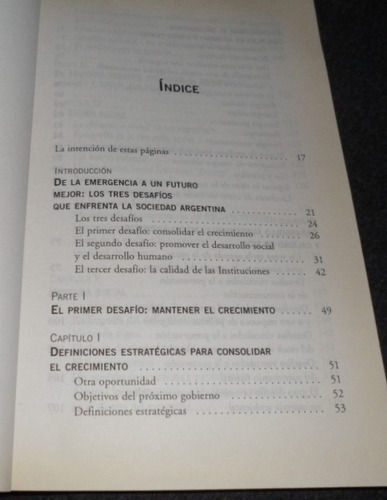 ÍNDICE
La intención de estas páginas . . . . . . . . . . . . . . . . . . . . . . 17
INTRODUCCIÓN
DE LA EMERGENCIA A UN FUTURO
MEJOR: LOS TRES DESAFÍOS
QUE ENFRENTA LA SOCIEDAD ARGENTINA . . . . . . . . . . . . 21
Los tres desafíos . . . . . . . . . . . . . . . . . . . . . . . . . . . . 24
El primer desafío: consolidar el crecimiento . . . . . . . . 26
El segundo desafío: promover el desarrollo social
y el desarrollo humano . . . . . . . . . . . . . . . . . . . . . . . 31
El tercer desafío: la calidad de las Instituciones . . . . . 42
PARTE I
EL PRIMER DESAFÍO: MANTENER EL CRECIMIENTO . . . . . 49
CAPÍTULO I
DEFINICIONES ESTRATÉGICAS PARA CONSOLIDAR
EL CRECIMIENTO . . . . . . . . . . . . . . . . . . . . . . . . . . . . 51
Otra oportunidad . . . . . . . . . . . . . . . . . . . . . . . . . . . 51
Objetivos del próximo gobierno . . . . . . . . . . . . . . . . 52
Definiciones estratégicas . . . . . . . . . . . . . . . . . . . . . 53